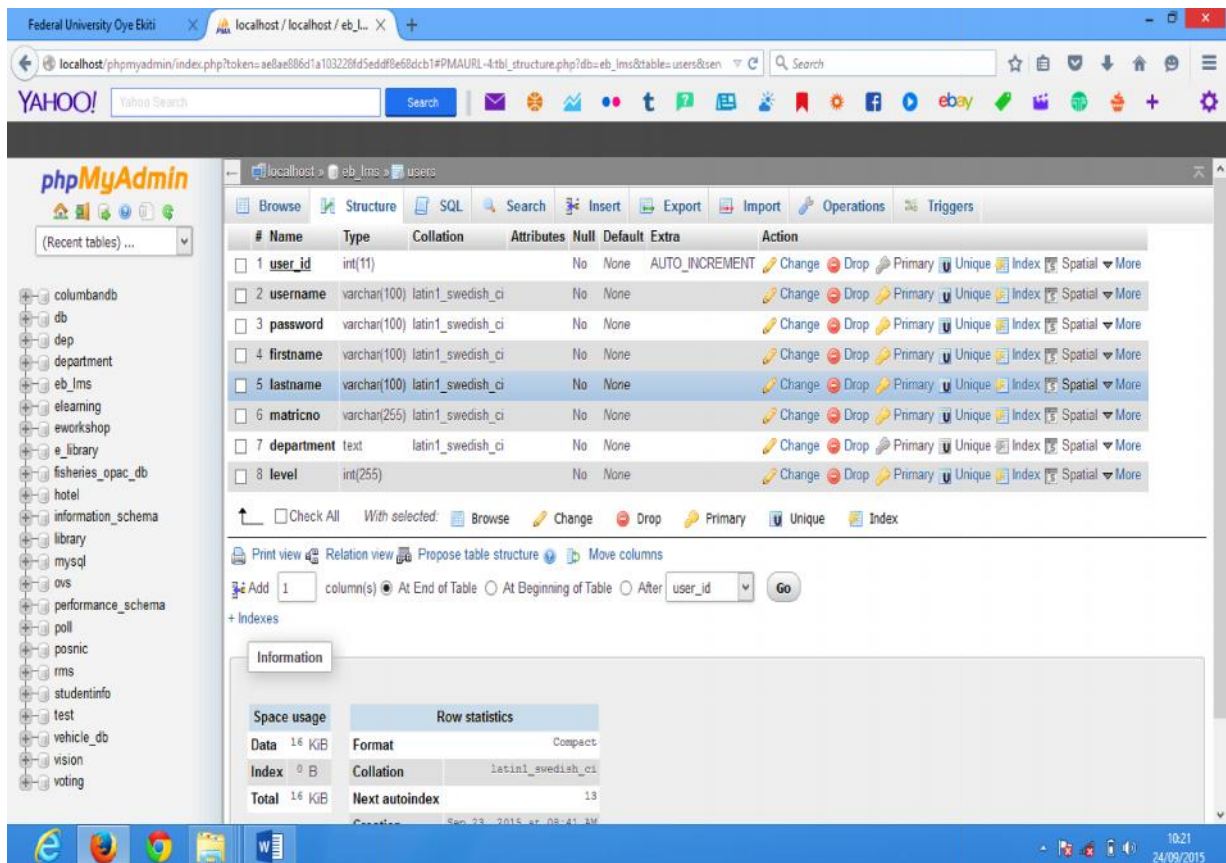 Federal University Oye Ekiti
localhost / localhost / eb_l...
localhost/phpmyadmin/index.php?token=ae8ae886d1a103228fd5eddf8e68dcb1#PMAURL-4:tbl_structure.php?db=eb_lms&table=users&ser
Search
YAHOO!
Yahoo Search
Search
ebay
phpMyAdmin
(Recent tables) ...
columbandb
db
dep
department
eb_lms
elearning
eworkshop
e_library
fisheries_opac_db
hotel
information_schema
library
mysql
ovs
performance_schema
poll
posnic
rms
studentinfo
test
vehicle_db
vision
voting
localhost » eb_lms » users
Browse Structure SQL Search Insert Export Import Operations Triggers
# Name Type Collation Attributes Null Default Extra Action
1 user_id int(11) No None AUTO_INCREMENT Change Drop Primary Unique Index Spatial More
2 username varchar(100) latin1_swedish_ci No None Change Drop Primary Unique Index Spatial More
3 password varchar(100) latin1_swedish_ci No None Change Drop Primary Unique Index Spatial More
4 firstname varchar(100) latin1_swedish_ci No None Change Drop Primary Unique Index Spatial More
5 lastname varchar(100) latin1_swedish_ci No None Change Drop Primary Unique Index Spatial More
6 matricno varchar(255) latin1_swedish_ci No None Change Drop Primary Unique Index Spatial More
7 department text latin1_swedish_ci No None Change Drop Primary Unique Index Spatial More
8 level int(255) No None Change Drop Primary Unique Index Spatial More
Check All With selected: Browse Change Drop Primary Unique Index
Print view Relation view Propose table structure Move columns
Add 1 column(s) At End of Table At Beginning of Table After user_id Go
+ Indexes
Information
Space usage
Data 16 KiB
Index 0 B
Total 16 KiB
Row statistics
Format Compact
Collation latin1_swedish_ci
Next autoindex 13
Creation Sep 23, 2015 at 08:41 AM
10:21
24/09/2015